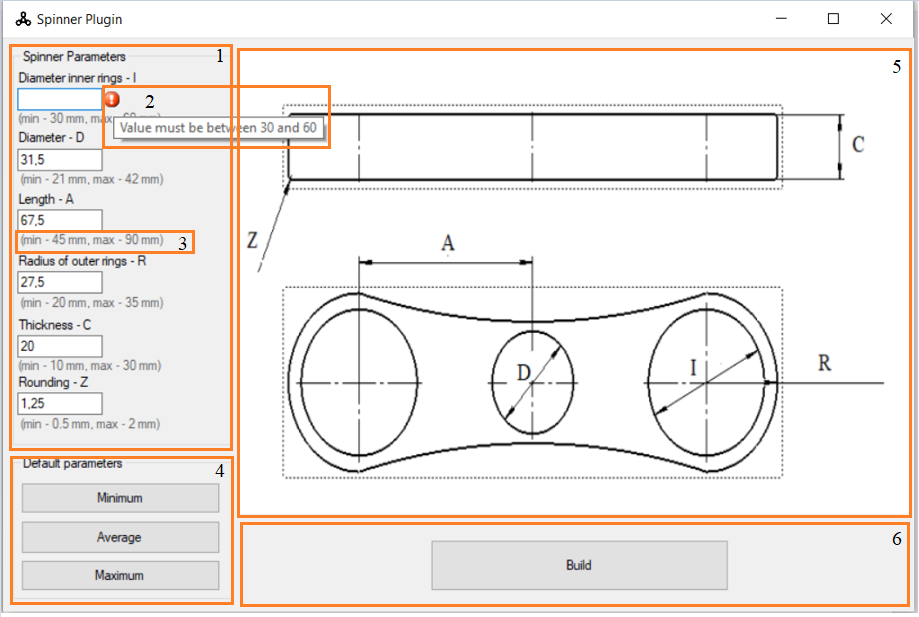 Spinner Plugin
Spinner Parameters
1
Diameter inner rings - I
2
(min - 30 mm, max
Value must be between 30 and 60
Diameter - D
31,5
(min - 21 mm, max - 42 mm)
Length - A
67,5
(min - 45 mm, max - 90 mm)
3
Radius of outer rings - R
27,5
(min - 20 mm, max - 35 mm)
Thickness - C
20
(min - 10 mm, max - 30 mm)
Rounding - Z
1,25
(min - 0.5 mm, max - 2 mm)
Default parameters
4
Minimum
Average
Maximum
5
C
Z
A
D
I
R
6
Build